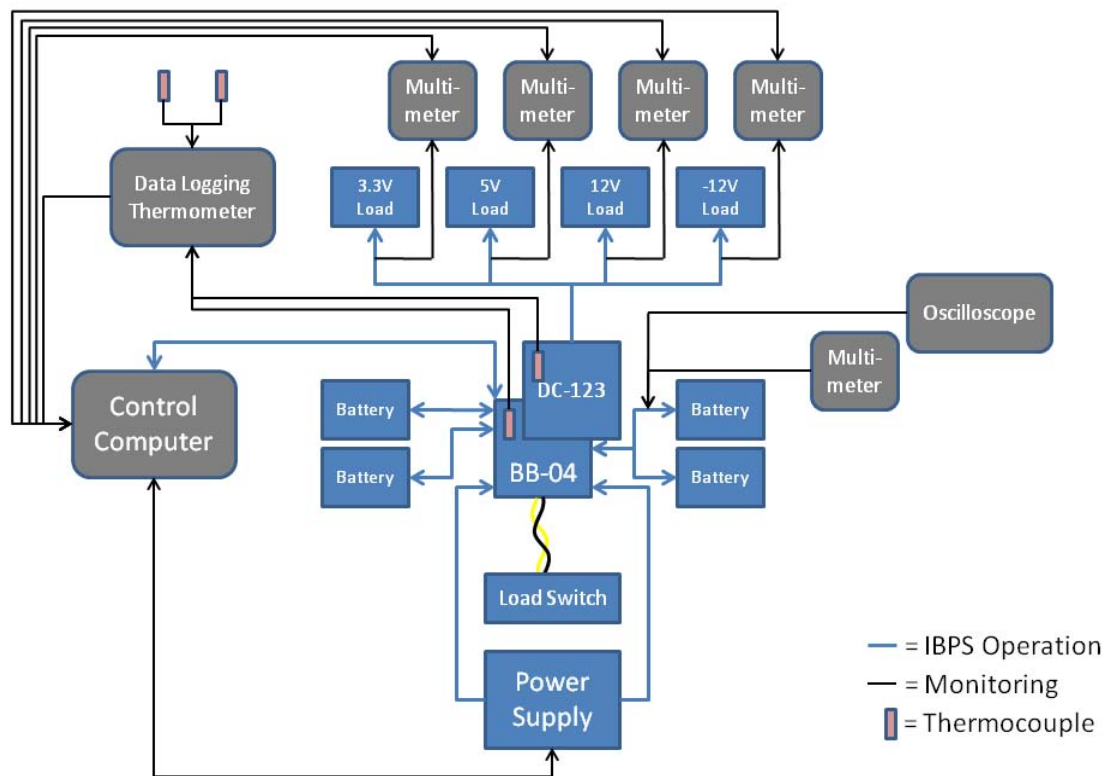 Multi-
meter
Multi-
meter
Multi-
meter
Multi-
meter
Data Logging
Thermometer
3.3V
Load
5V
Load
12V
Load
-12V
Load
Oscilloscope
Multi-
meter
DC-123
Control
Computer
Battery
Battery
Battery
Battery
BB-04
Load Switch
Power
Supply
= IBPS Operation
= Monitoring
= Thermocouple